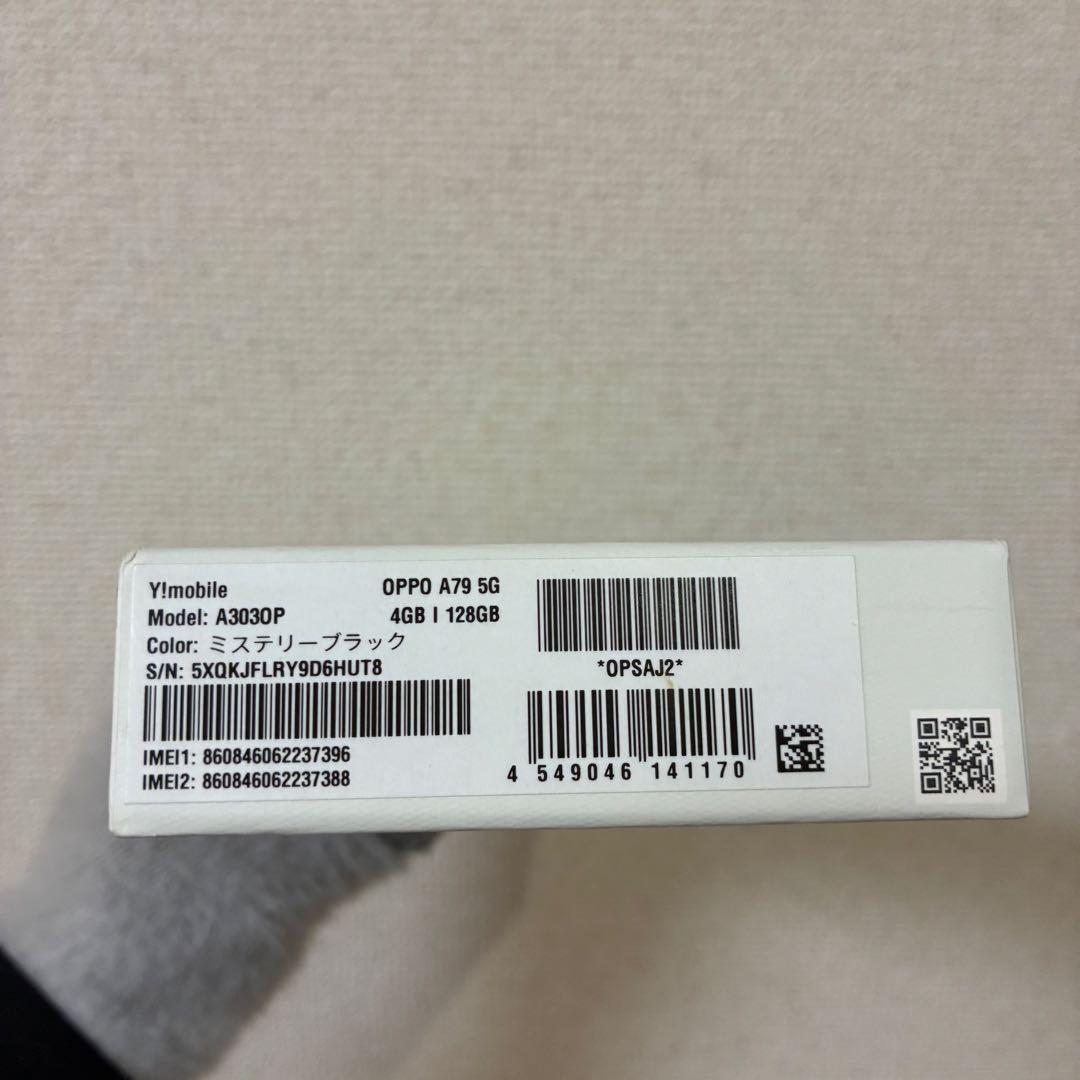 Y!mobile OPPO A79 5G
Model: A303OP 4GB | 128GB
Color: ミステリーブラック
S/N: 5XQKJFLRY9D6HUT8
*OPSAJ2*
IMEI1: 860846062237396
IMEI2: 860846062237388
4 549046 141170